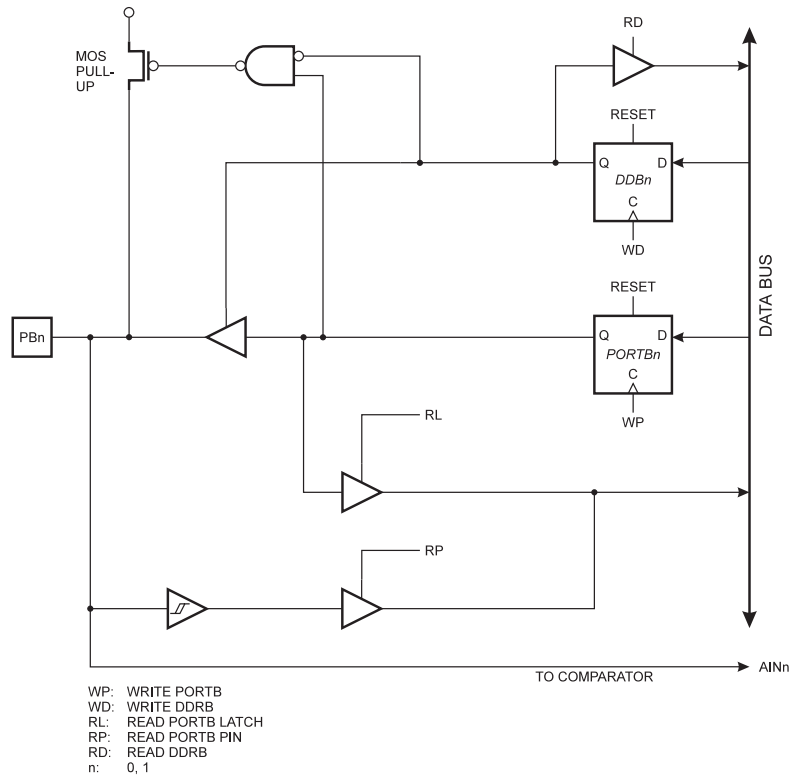 RD
MOS
PULL-
UP
RESET
Q D
DDBn
C
WD
RESET
DATA BUS
PBn
Q D
PORTBn
C
WP
RL
RP
TO COMPARATOR
AINn
WP: WRITE PORTB
WD: WRITE DDRB
RL: READ PORTB LATCH
RP: READ PORTB PIN
RD: READ DDRB
n: 0, 1